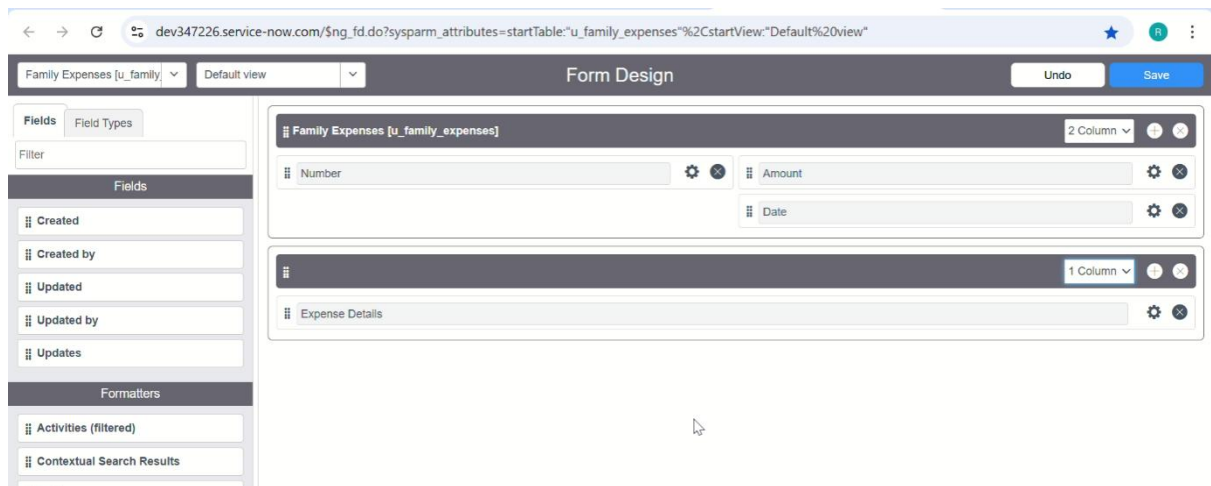 dev347226.service-now.com/$ng_fd.do?sysparm_attributes=startTable:"u_family_expenses"%2CstartView:"Default%20view"
R
Family Expenses [u_family_
Default view
Form Design
Undo
Save
Fields
Field Types
Filter
Fields
Created
Created by
Updated
Updated by
Updates
Formatters
Activities (filtered)
Contextual Search Results
Family Expenses [u_family_expenses]
2 Column
Number
Amount
Date
1 Column
Expense Details